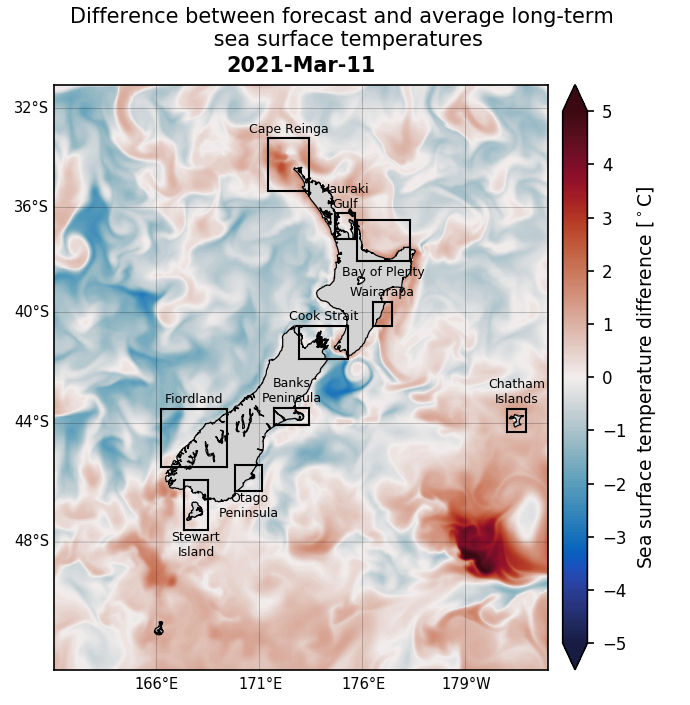 Difference between forecast and average long-term
sea surface temperatures
2021-Mar-11
32°S
36°S
40°S
44°S
48°S
166°E
171°E
176°E
179°W
Cape Reinga
Hauraki
Gulf
Bay of Plenty
Wairarapa
Cook Strait
Banks
Peninsula
Fiordland
Chatham
Islands
Otago
Peninsula
Stewart
Island
5
4
3
2
1
0
−1
−2
−3
−4
−5
Sea surface temperature difference [°C]